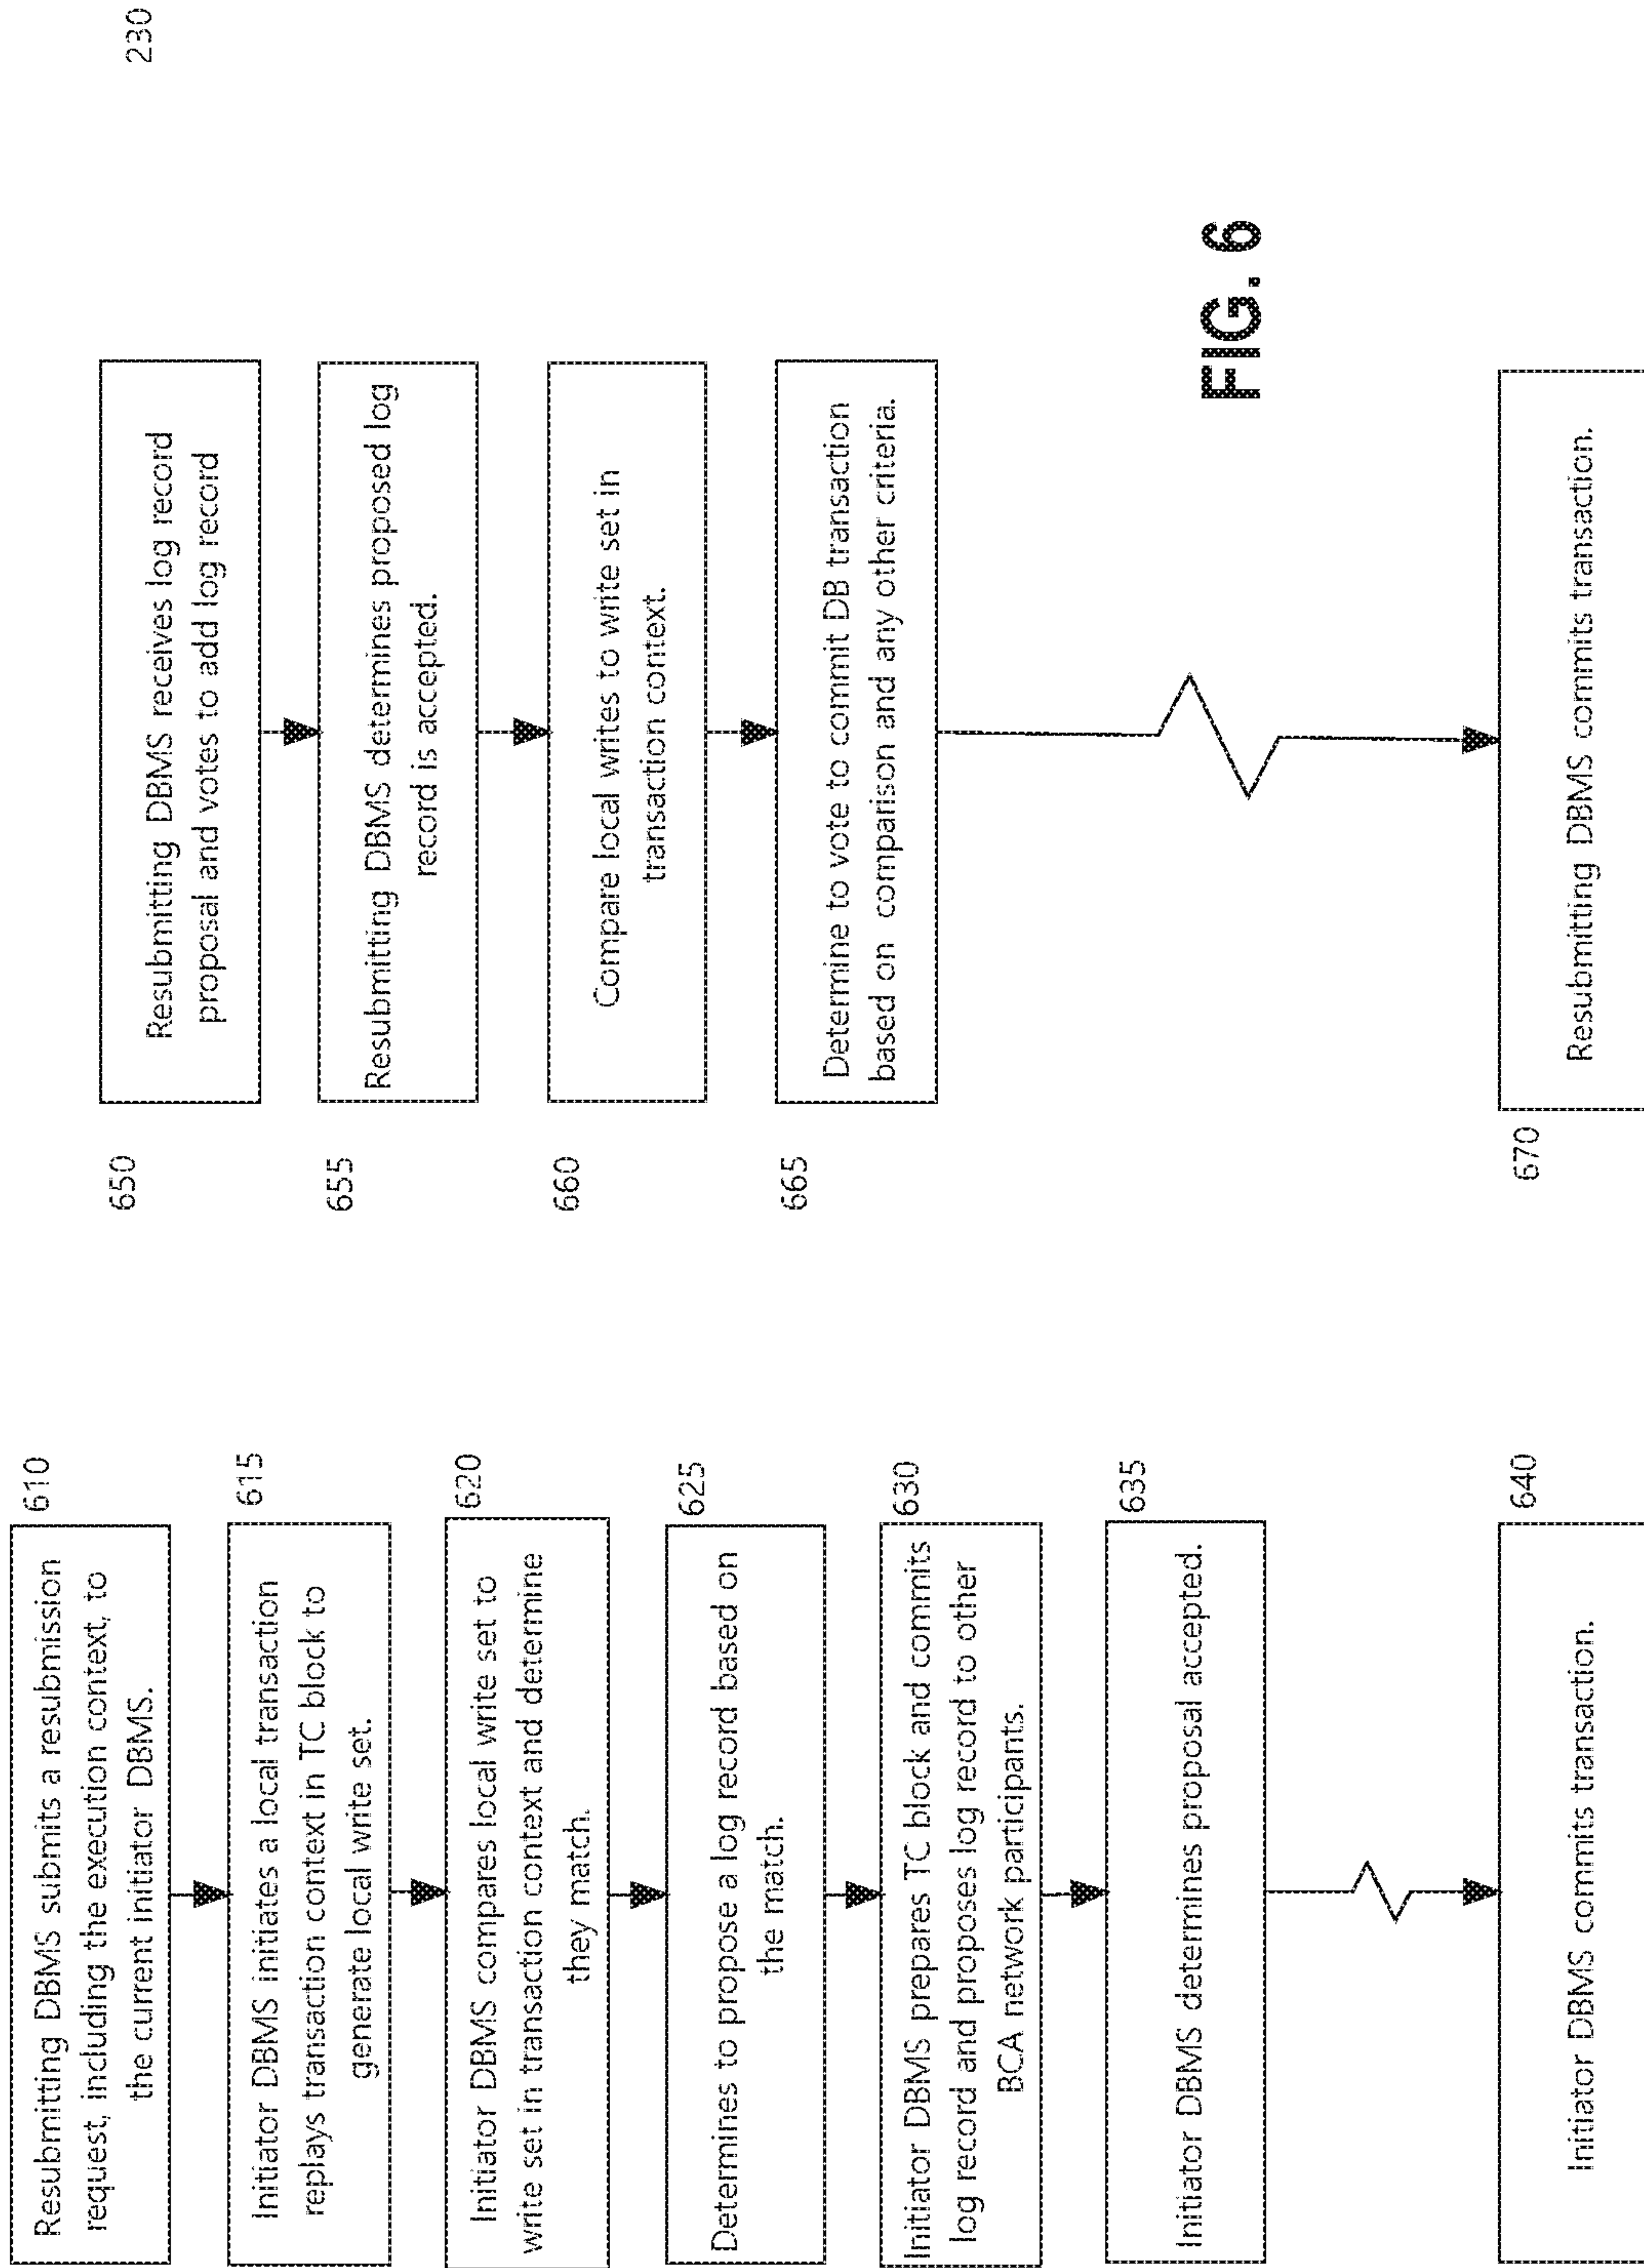 230
610
Resubmitting DBMS submits a resubmission
request, including the execution context, to
the current initiator DBMS.
615
Initiator DBMS initiates a local transaction
replays transaction context in TC block to
generate local write set.
620
Initiator DBMS compares local write set to
write set in transaction context and determine
they match.
625
Determines to propose a log record based on
the match.
630
Initiator DBMS prepares TC block and commits
log record and proposes log record to other
BCA network participants.
635
Initiator DBMS determines proposal accepted.
640
Initiator DBMS commits transaction.
650
Resubmitting DBMS receives log record
proposal and votes to add log record
655
Resubmitting DBMS determines proposed log
record is accepted.
660
Compare local writes to write set in
transaction context.
665
Determine to vote to commit DB transaction
based on comparison and any other criteria.
670
Resubmitting DBMS commits transaction.
FIG. 6